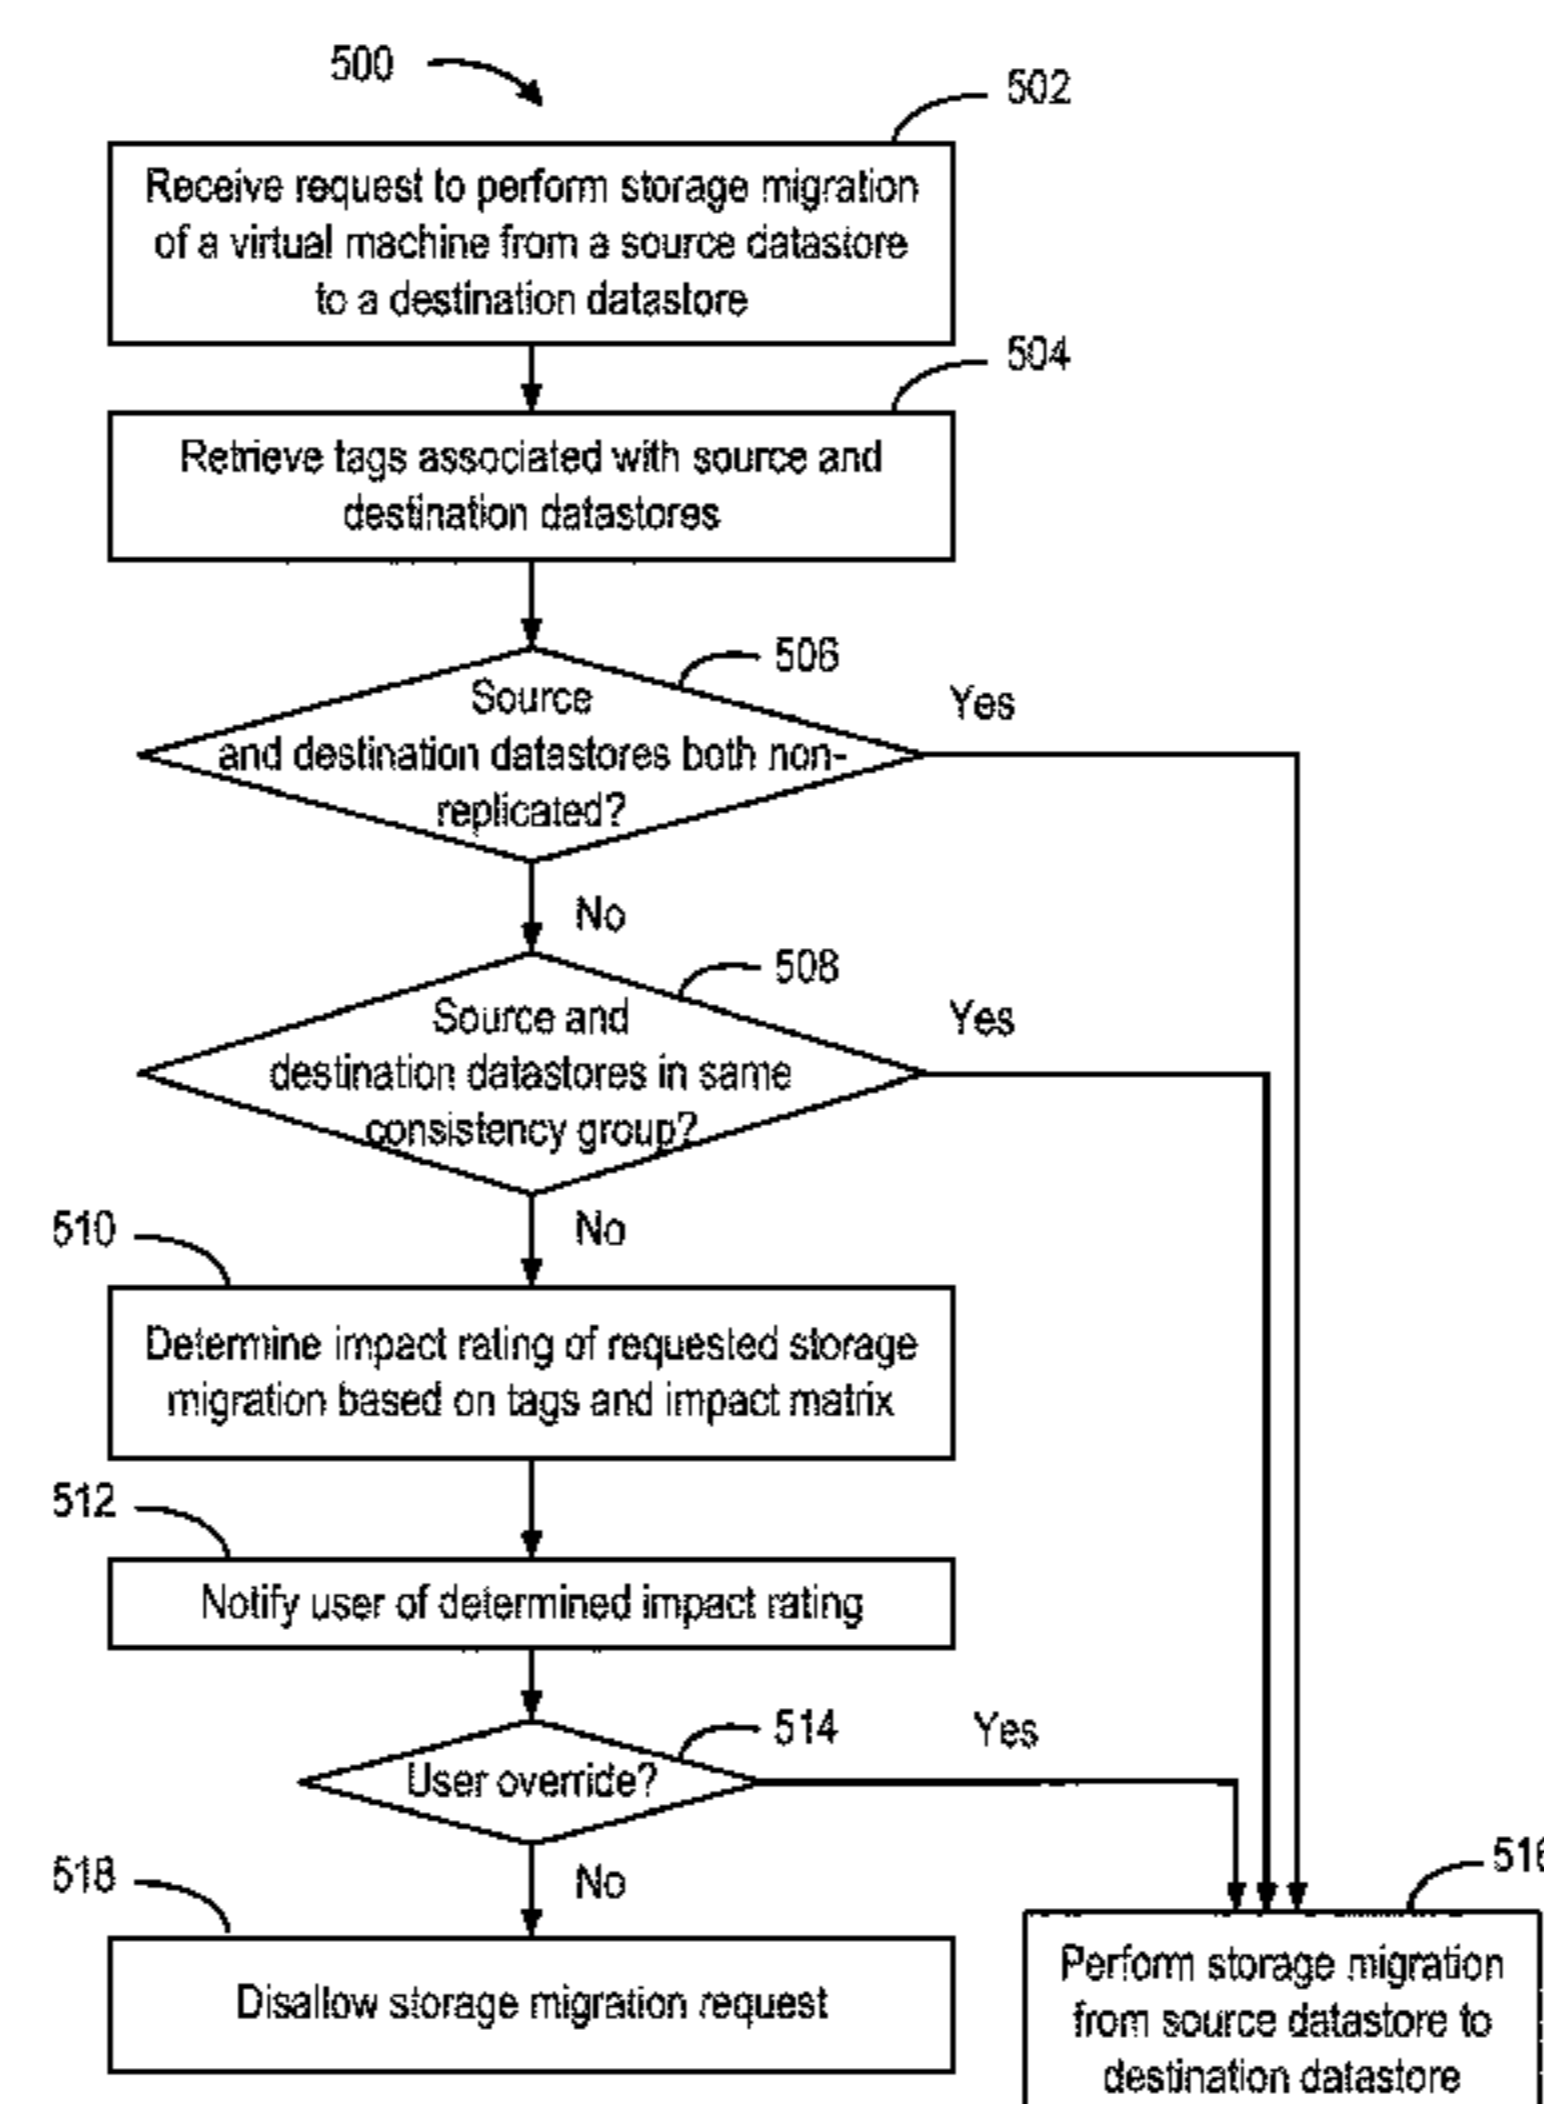 500
502
Receive request to perform storage migration
of a virtual machine from a source datastore
to a destination datastore
504
Retrieve tags associated with source and
destination datastores
506
Source
and destination datastores both non-
replicated?
Yes
No
508
Source and
destination datastores in same
consistency group?
Yes
No
510
Determine impact rating of requested storage
migration based on tags and impact matrix
512
Notify user of determined impact rating
514
User override?
Yes
No
518
Disallow storage migration request
516
Perform storage migration
from source datastore to
destination datastore